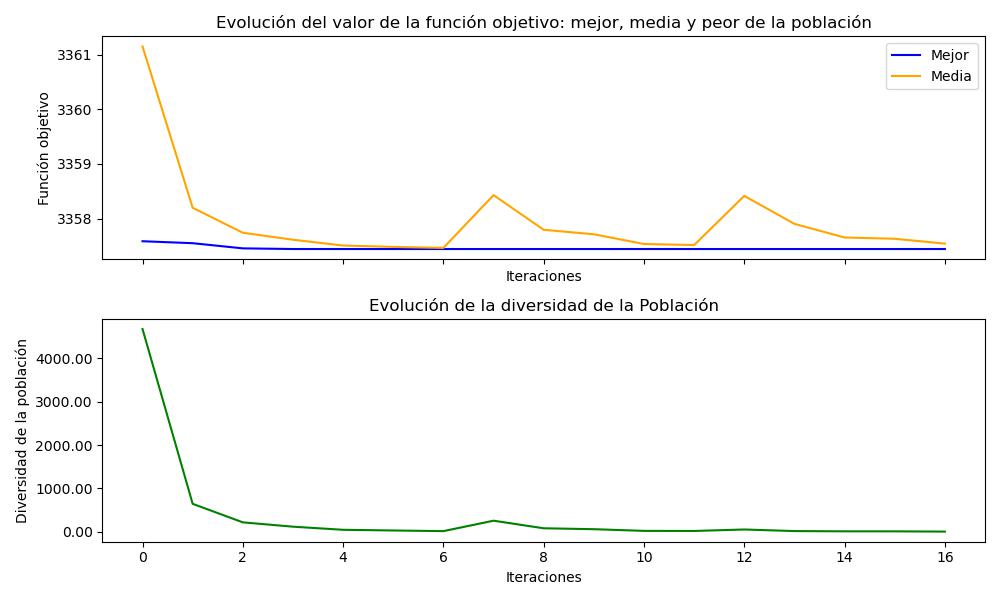 Evolución del valor de la función objetivo: mejor, media y peor de la población
3361
3360
3359
3358
Función objetivo
Mejor
Media
Iteraciones
Evolución de la diversidad de la Población
4000.00
3000.00
2000.00
1000.00
0.00
Diversidad de la población
0 2 4 6 8 10 12 14 16
Iteraciones